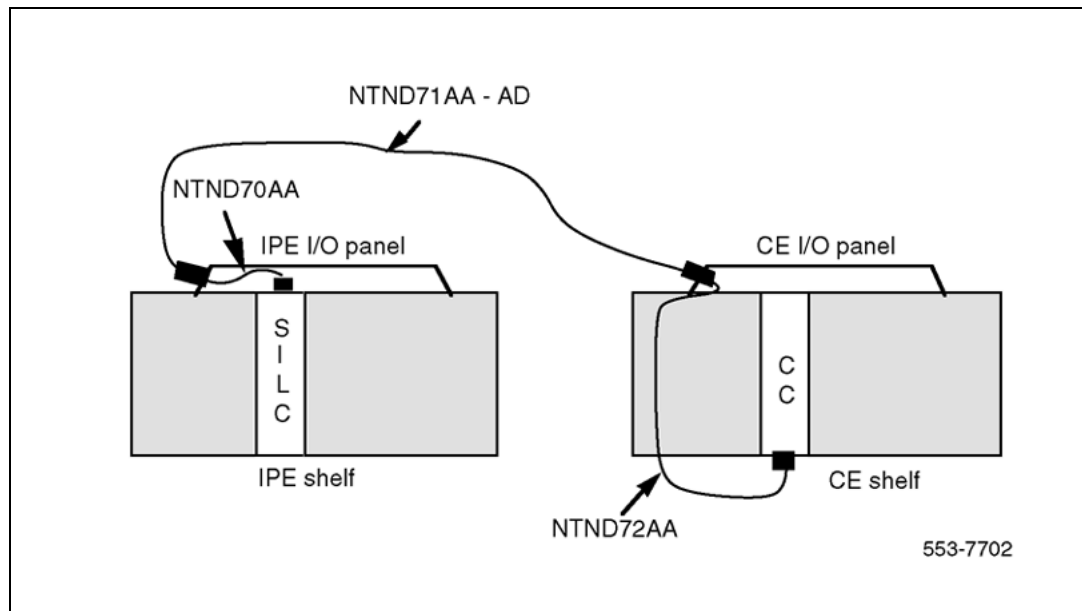 NTND71AA - AD
NTND70AA
IPE I/O panel
CE I/O panel
S
I
L
C
C
C
IPE shelf
CE shelf
NTND72AA
553-7702